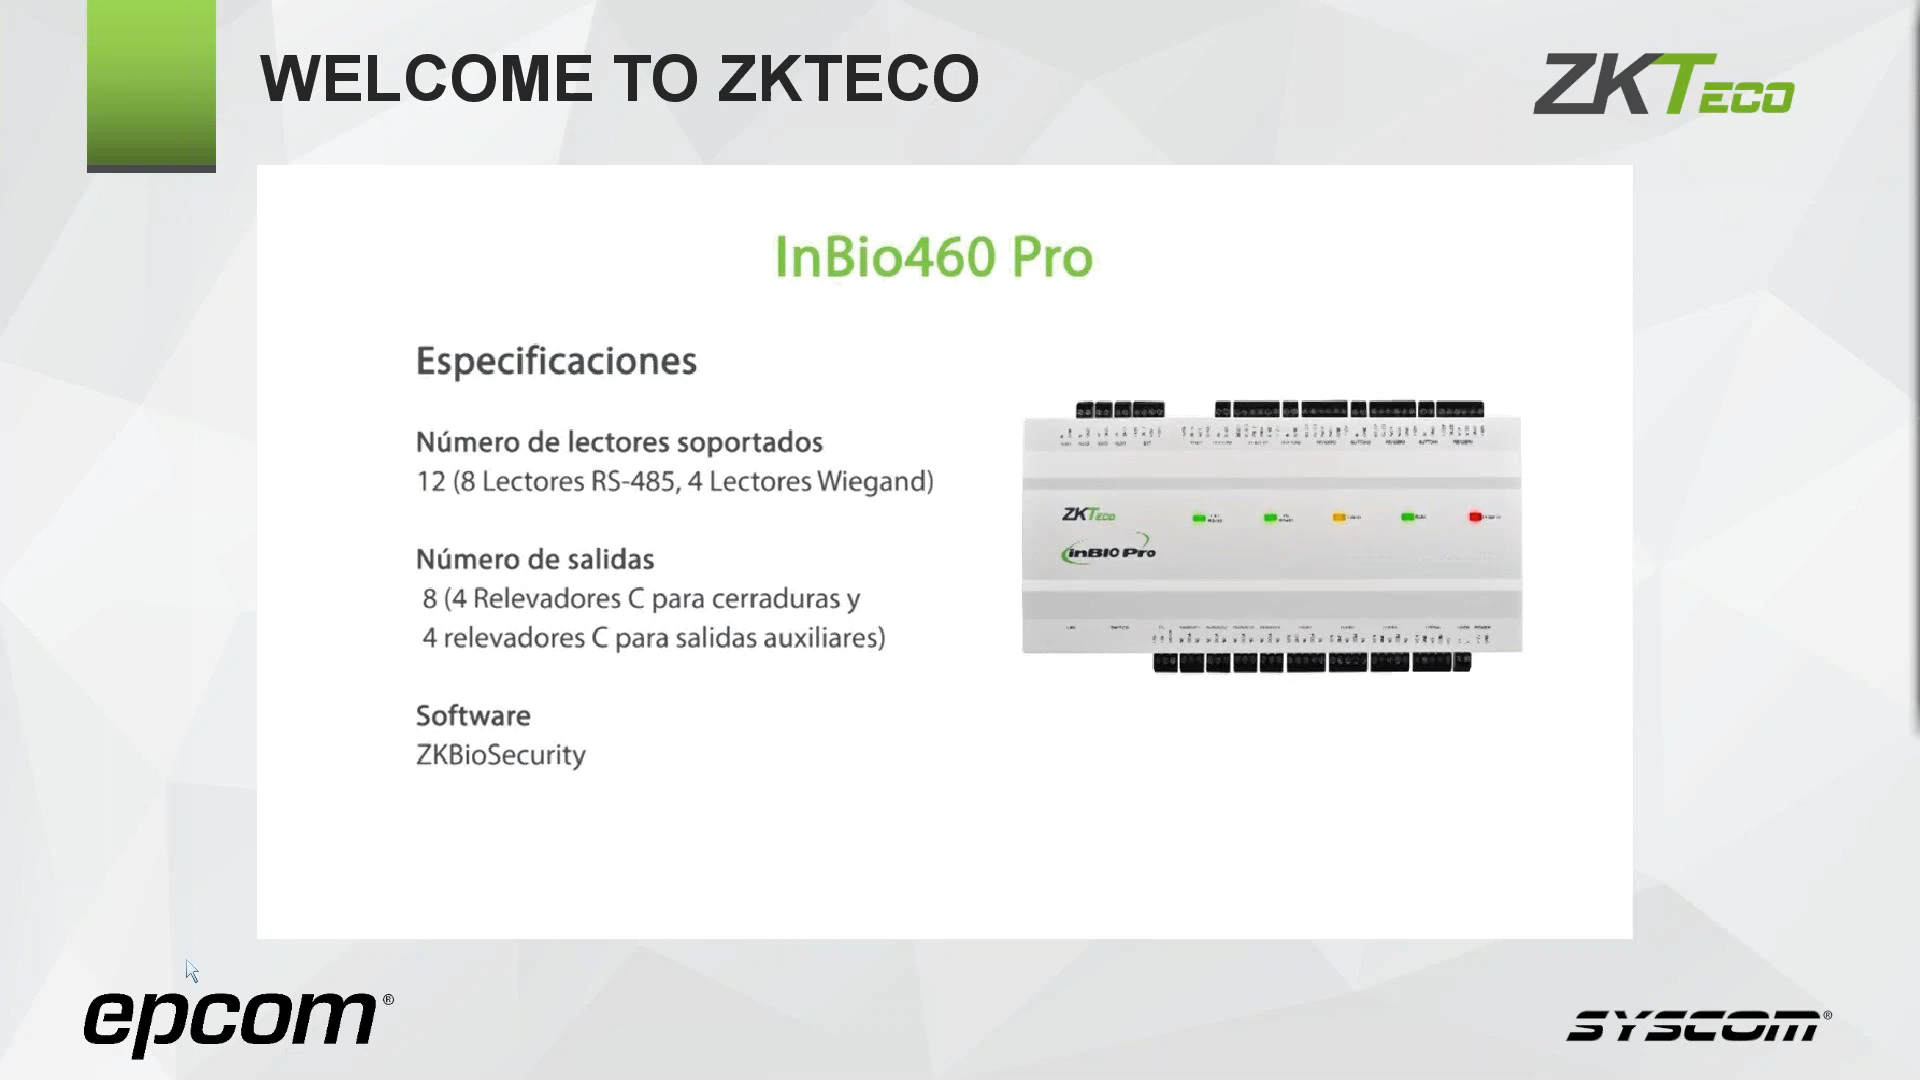 WELCOME TO ZKTECO
ZKTECO
InBio460 Pro
Especificaciones
Número de lectores soportados
12 (8 Lectores RS-485, 4 Lectores Wiegand)
Número de salidas
8 (4 Relevadores C para cerraduras y
4 relevadores C para salidas auxiliares)
Software
ZKBioSecurity
ZKTECO
inBIO Pro
epcom®
SYSCOM®